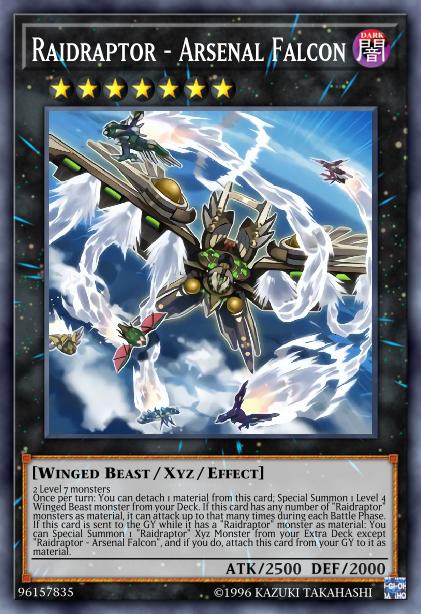 Raidraptor - Arsenal Falcon
DARK
闇
[Winged Beast / Xyz / Effect]
2 Level 7 monsters
Once per turn: You can detach 1 material from this card; Special Summon 1 Level 4
Winged Beast monster from your Deck. If this card has any number of "Raidraptor"
monsters as material, it can attack up to that many times during each Battle Phase.
If this card is sent to the GY while it has a "Raidraptor" monster as material: You
can Special Summon 1 "Raidraptor" Xyz Monster from your Extra Deck except
"Raidraptor - Arsenal Falcon", and if you do, attach this card from your GY to it as
material.
ATK/2500 DEF/2000
96157835
©1996 KAZUKI TAKAHASHI